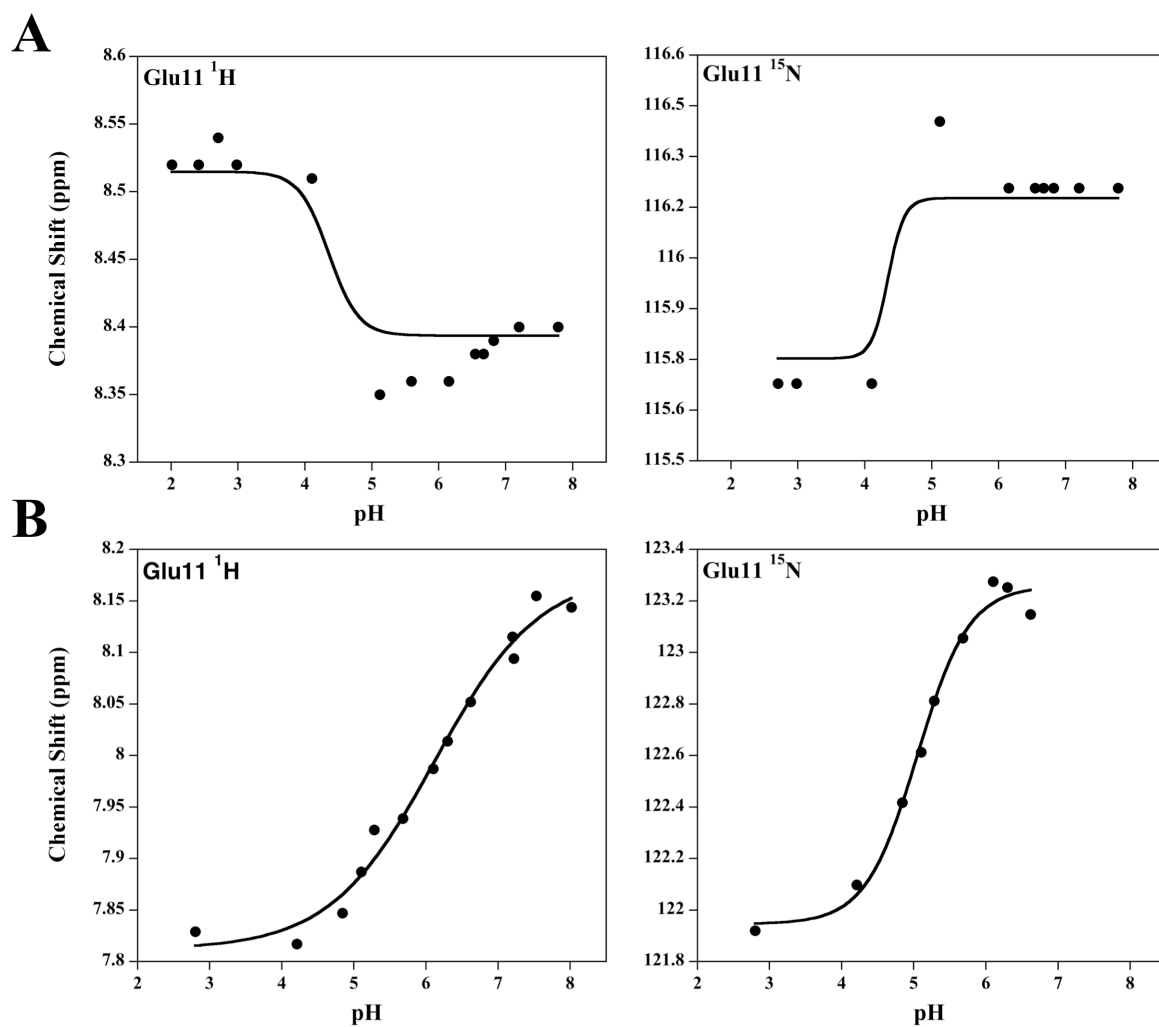 A
Glu11 ¹H
Chemical Shift (ppm)
8.6
8.55
8.5
8.45
8.4
8.35
8.3
2 3 4 5 6 7 8
pH
Glu11 ¹⁵N
116.6
116.5
116.3
116.2
116
115.9
115.8
115.6
115.5
2 3 4 5 6 7 8
pH
B
Glu11 ¹H
Chemical Shift (ppm)
8.2
8.15
8.1
8.05
8
7.95
7.9
7.85
7.8
2 3 4 5 6 7 8
pH
Glu11 ¹⁵N
123.4
123.2
123
122.8
122.6
122.4
122.2
122
121.8
2 3 4 5 6 7 8
pH